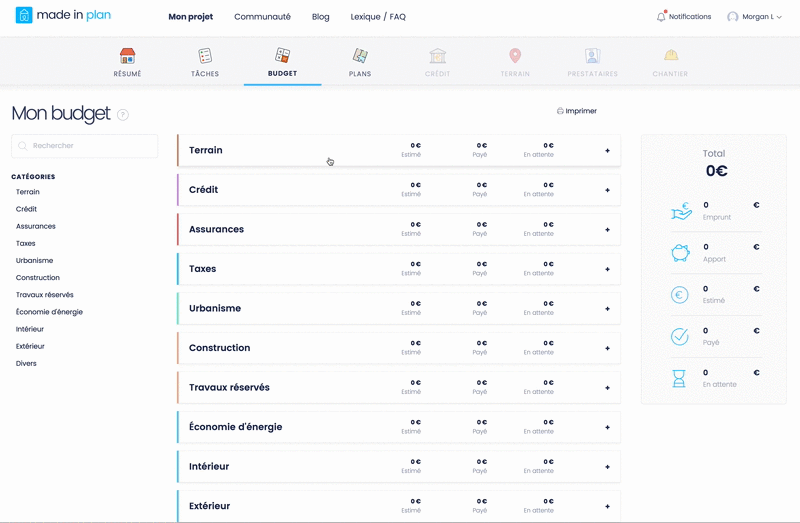 made in plan
Mon projet
Communauté
Blog
Lexique / FAQ
Notifications
Morgan L
RÉSUMÉ
TÂCHES
BUDGET
PLANS
CRÉDIT
TERRAIN
PRESTATAIRES
CHANTIER
Mon budget ?
Imprimer
Rechercher
CATÉGORIES
Terrain
Crédit
Assurances
Taxes
Urbanisme
Construction
Travaux réservés
Économie d'énergie
Intérieur
Extérieur
Divers
Terrain 0 € 0 € 0 € +
Estimé Payé En attente
Crédit 0 € 0 € 0 € +
Estimé Payé En attente
Assurances 0 € 0 € 0 € +
Estimé Payé En attente
Taxes 0 € 0 € 0 € +
Estimé Payé En attente
Urbanisme 0 € 0 € 0 € +
Estimé Payé En attente
Construction 0 € 0 € 0 € +
Estimé Payé En attente
Travaux réservés 0 € 0 € 0 € +
Estimé Payé En attente
Économie d'énergie 0 € 0 € 0 € +
Estimé Payé En attente
Intérieur 0 € 0 € 0 € +
Estimé Payé En attente
Extérieur 0 € 0 € 0 € +
Estimé Payé En attente
Total
0€
0 €
Emprunt
0 €
Apport
0 €
Estimé
0 €
Payé
0 €
En attente